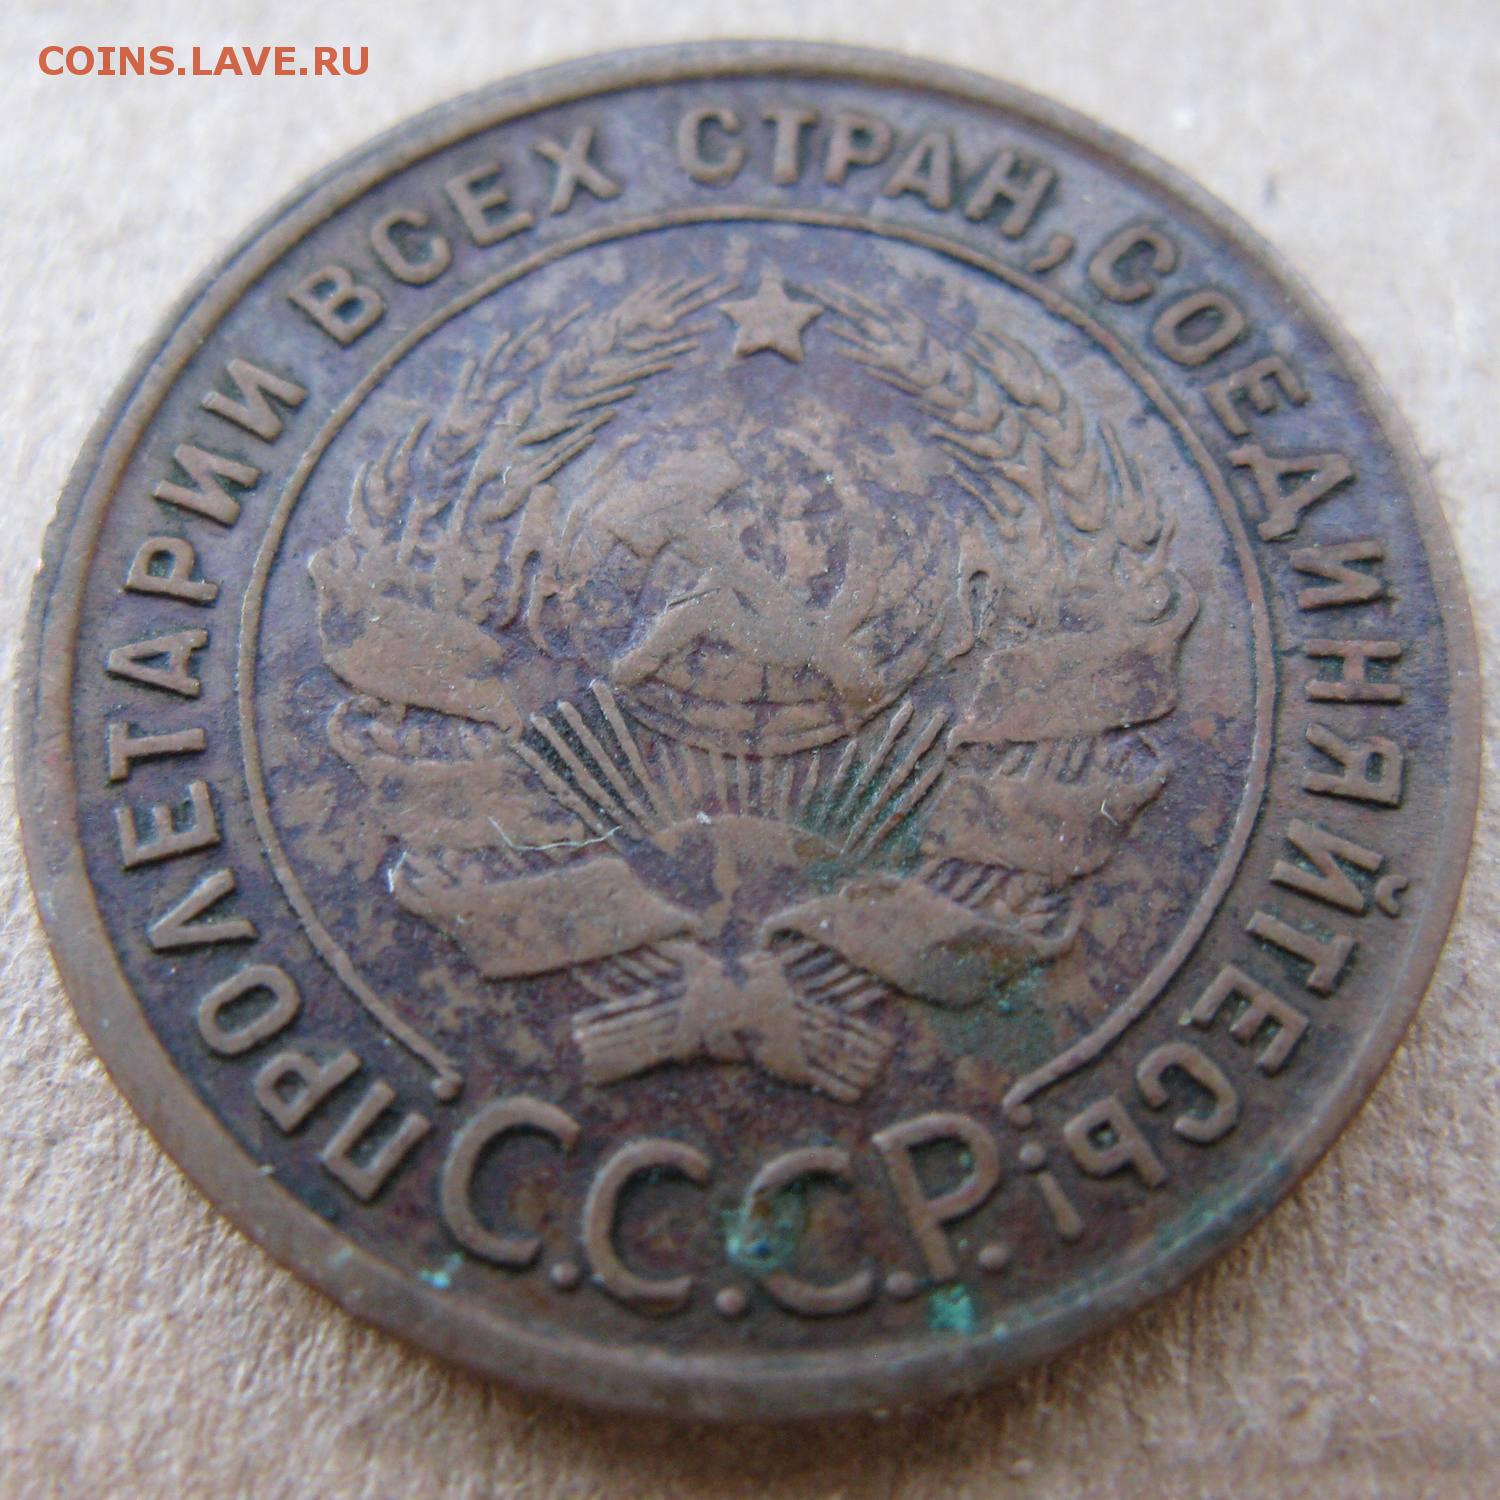 COINS.LAVE.RU
ПРОЛЕТАРИИ ВСЕХ СТРАН, СОЕДИНЯЙТЕСЬ!
С.С.С.Р.